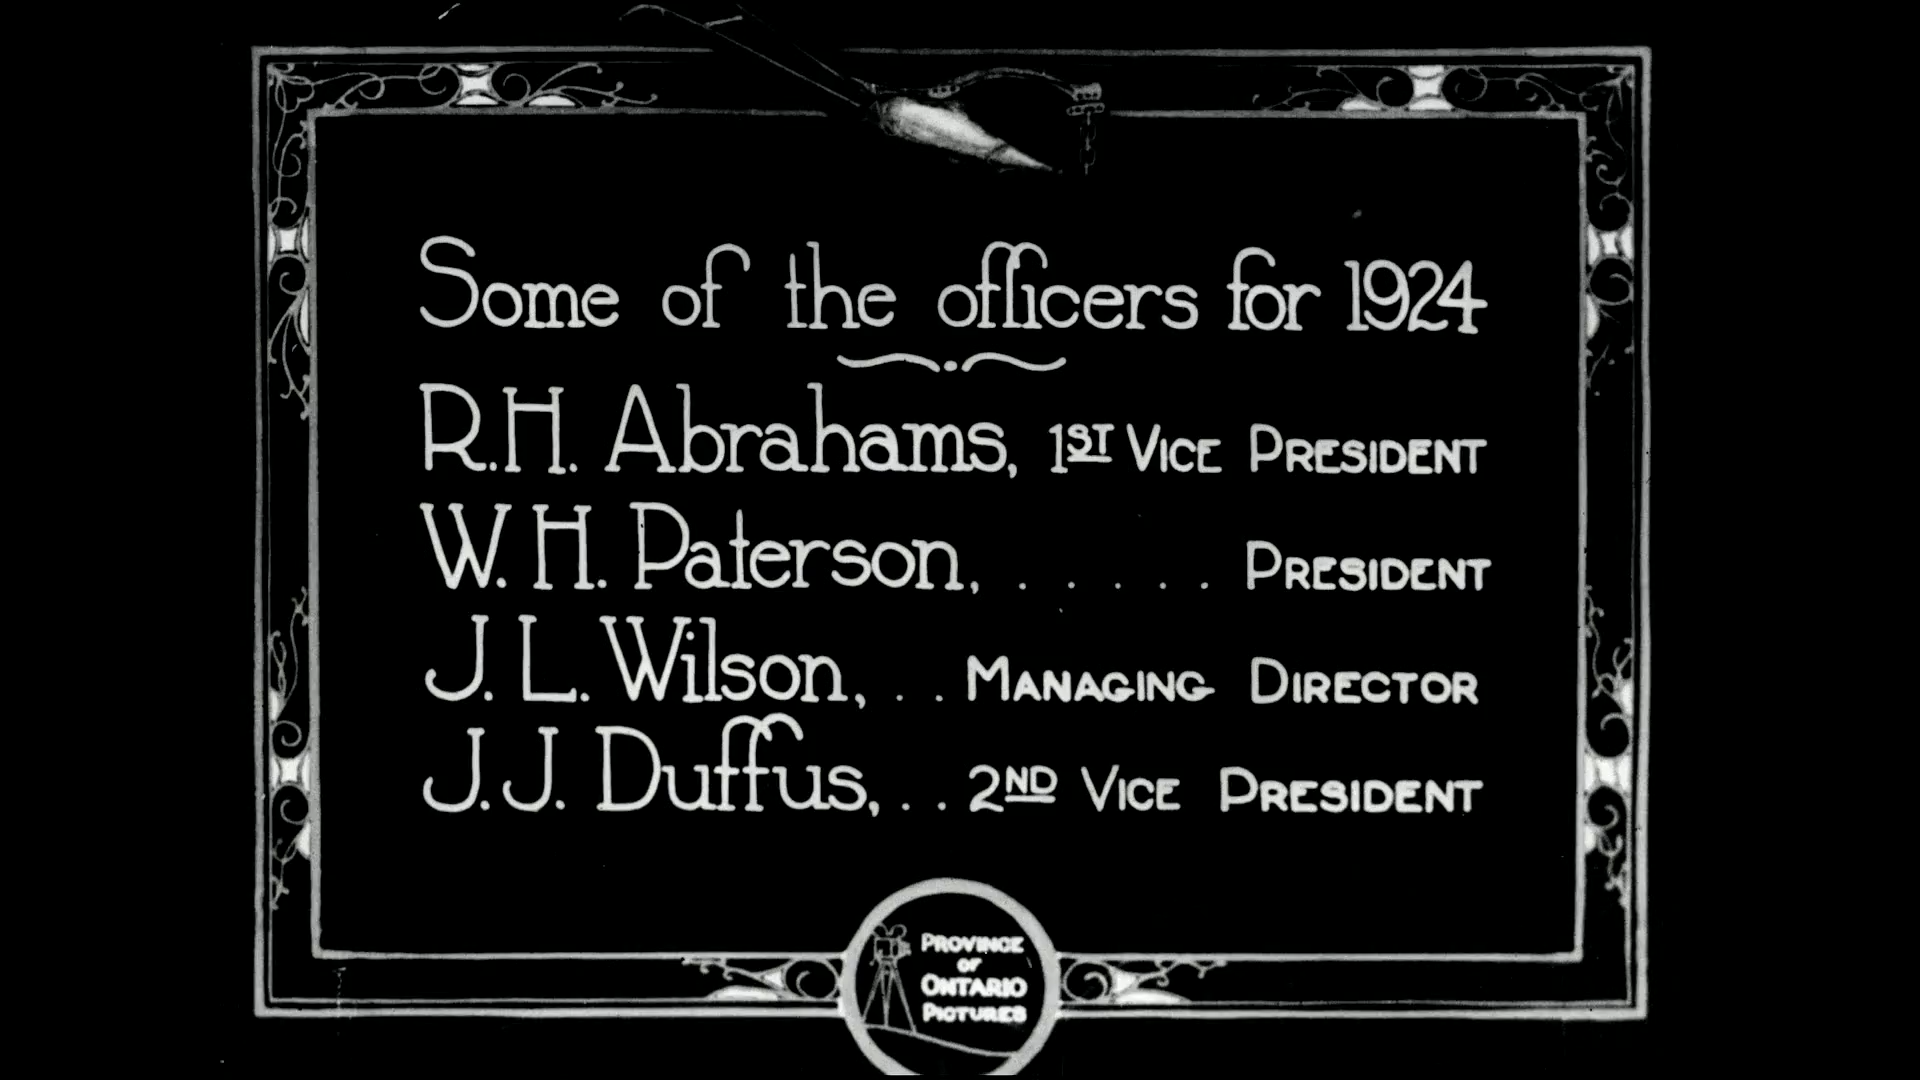 Some of the officers for 1924
R.H. Abrahams, 1ST VICE PRESIDENT
W.H. Paterson, . . . . . PRESIDENT
J.L. Wilson, . . MANAGING DIRECTOR
J.J. Duffus, . . 2ND VICE PRESIDENT
PROVINCE
OF
ONTARIO
PICTURES